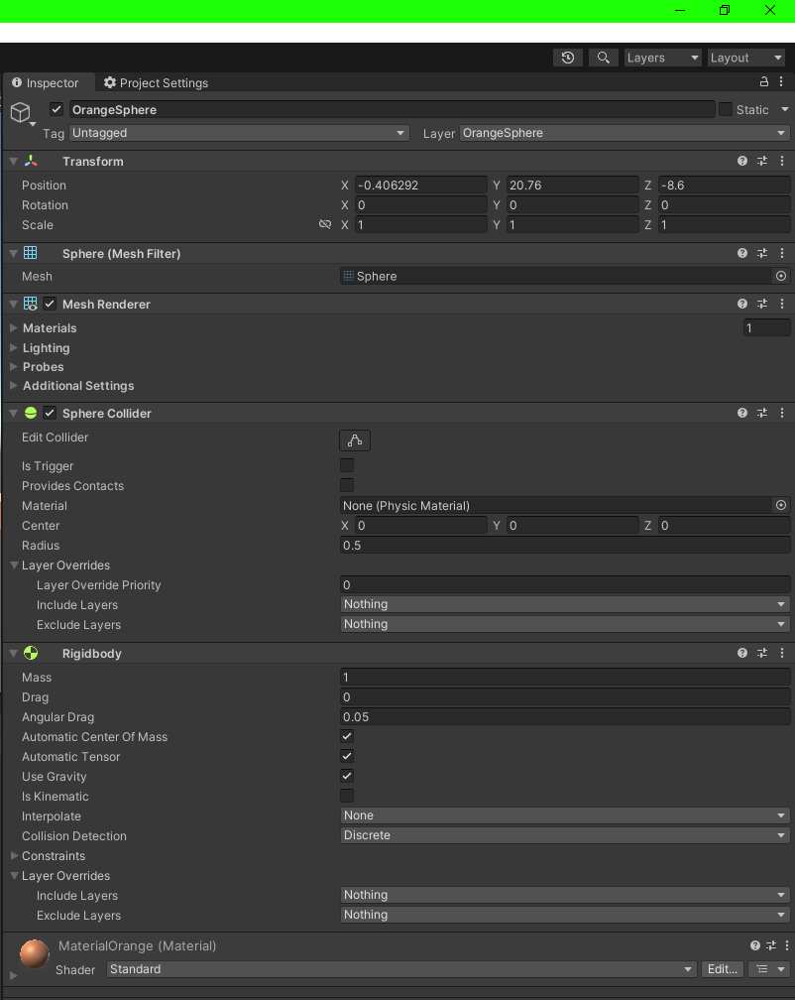 Layers Layout
Inspector Project Settings
OrangeSphere Static
Tag Untagged Layer OrangeSphere
Transform
Position X -0.406292 Y 20.76 Z -8.6
Rotation X 0 Y 0 Z 0
Scale X 1 Y 1 Z 1
Sphere (Mesh Filter)
Mesh Sphere
Mesh Renderer
Materials 1
Lighting
Probes
Additional Settings
Sphere Collider
Edit Collider
Is Trigger
Provides Contacts
Material None (Physic Material)
Center X 0 Y 0 Z 0
Radius 0.5
Layer Overrides
Layer Override Priority 0
Include Layers Nothing
Exclude Layers Nothing
Rigidbody
Mass 1
Drag 0
Angular Drag 0.05
Automatic Center Of Mass
Automatic Tensor
Use Gravity
Is Kinematic
Interpolate None
Collision Detection Discrete
Constraints
Layer Overrides
Include Layers Nothing
Exclude Layers Nothing
MaterialOrange (Material)
Shader Standard Edit...